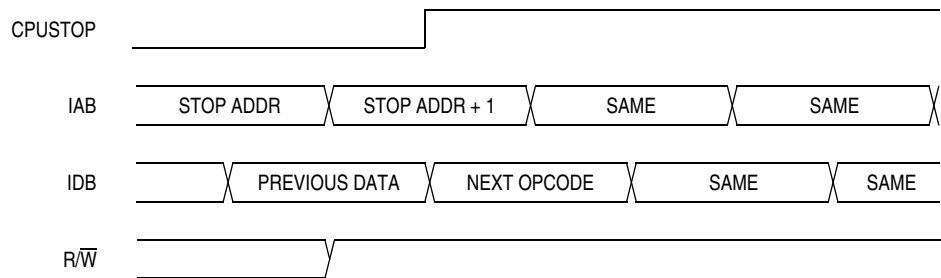 CPUSTOP
IAB STOP ADDR STOP ADDR + 1 SAME SAME
IDB PREVIOUS DATA NEXT OPCODE SAME SAME
R/W̅